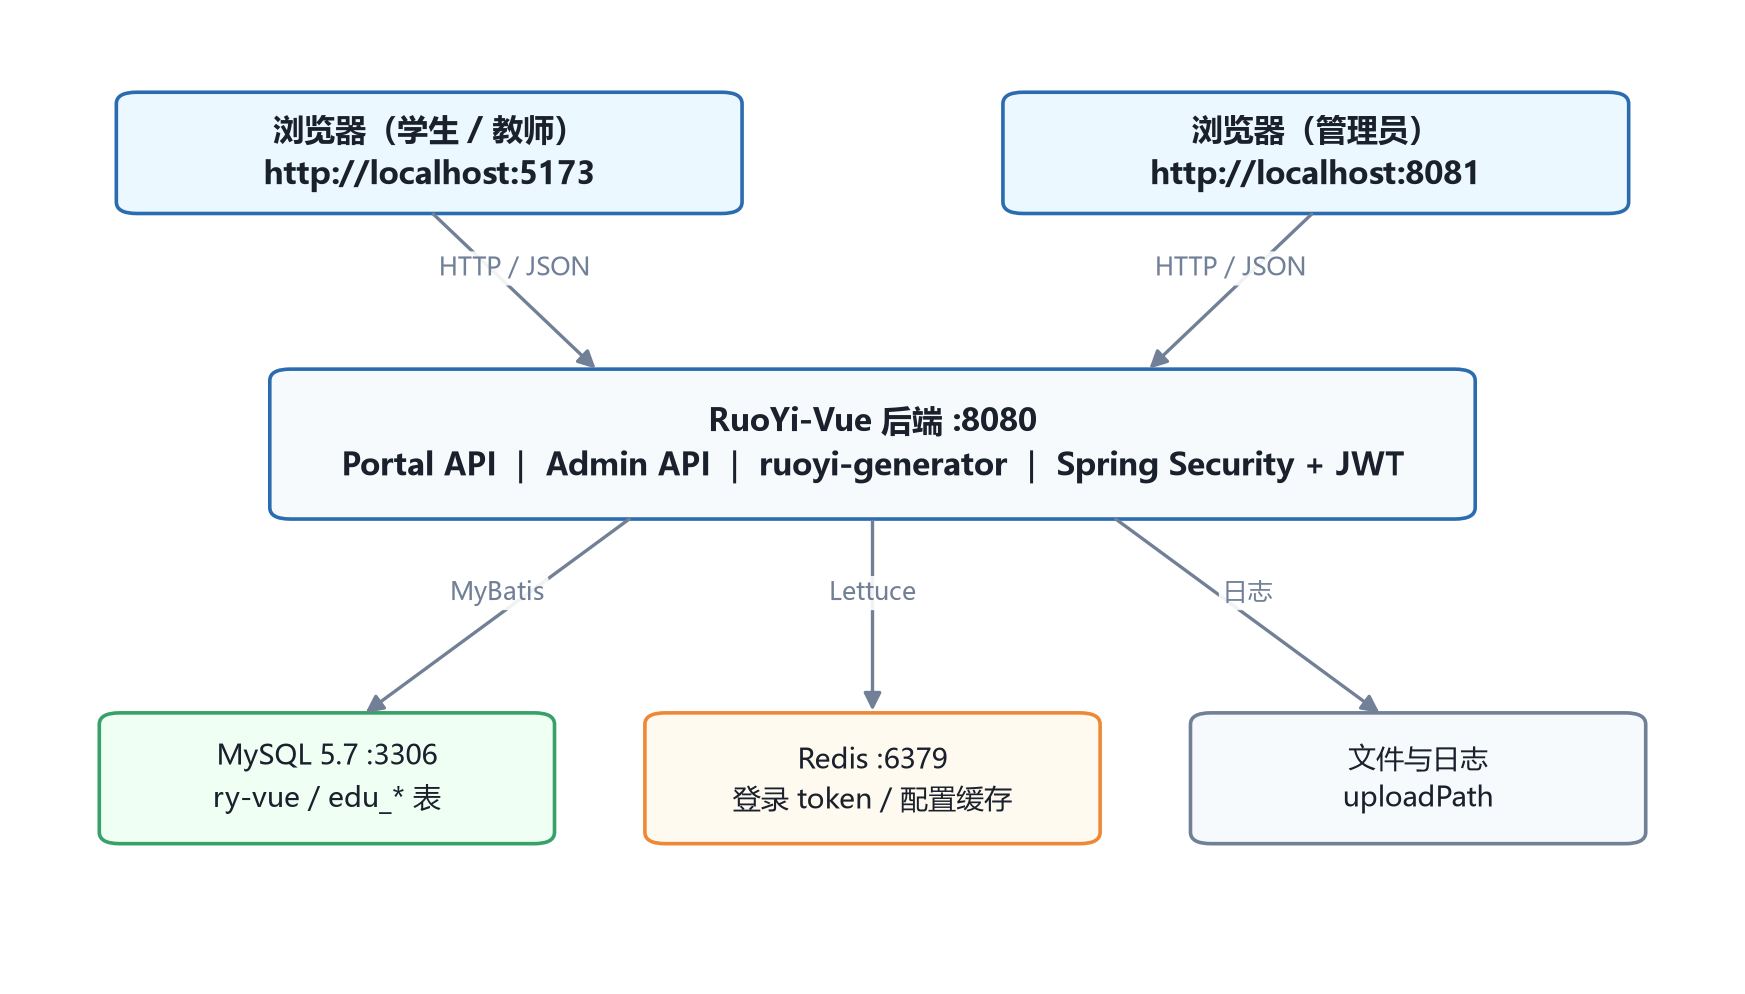 浏览器（学生 / 教师）
http://localhost:5173
浏览器（管理员）
http://localhost:8081
HTTP / JSON
HTTP / JSON
RuoYi-Vue 后端 :8080
Portal API | Admin API | ruoyi-generator | Spring Security + JWT
MyBatis
Lettuce
日志
MySQL 5.7 :3306
ry-vue / edu_* 表
Redis :6379
登录 token / 配置缓存
文件与日志
uploadPath